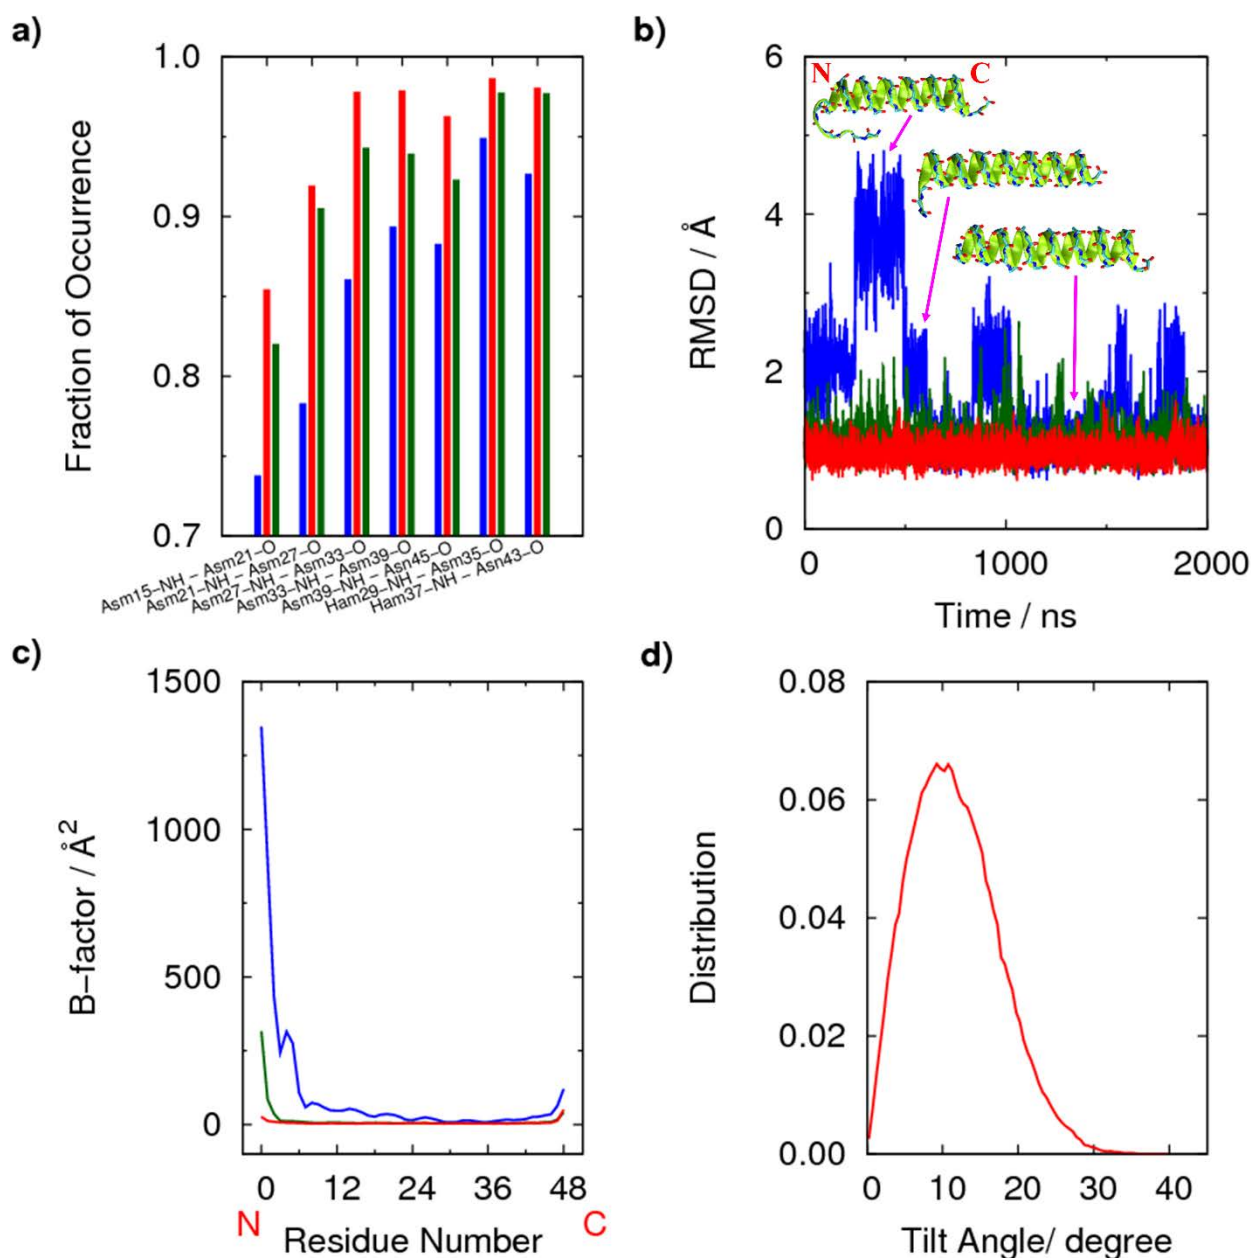 a)
1.0
0.9
0.8
0.7
Fraction of Occurrence
Asm15–NH – Asm21–O
Asm21–NH – Asm27–O
Asm27–NH – Asm33–O
Asm33–NH – Asm39–O
Asm39–NH – Asn45–O
Ham29–NH – Asm35–O
Ham37–NH – Asn43–O
b)
6
4
2
0
RMSD / Å
N C
0 1000 2000
Time / ns
c)
1500
1000
500
0
B–factor / Å²
0 12 24 36 48
N C
Residue Number
d)
0.08
0.06
0.04
0.02
0.00
Distribution
0 10 20 30 40
Tilt Angle/ degree